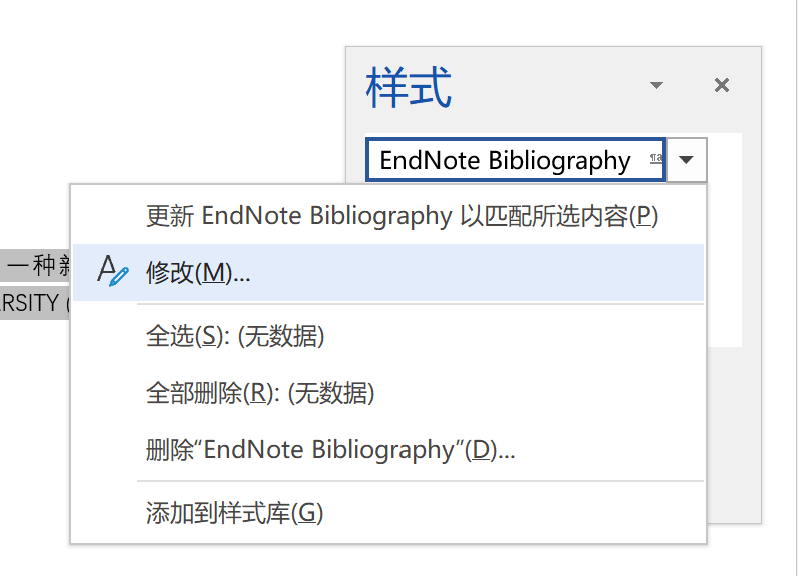 样式
EndNote Bibliography
更新 EndNote Bibliography 以匹配所选内容(P)
一种新
修改(M)...
RSITY (
全选(S): (无数据)
全部删除(R): (无数据)
删除“EndNote Bibliography”(D)...
添加到样式库(G)